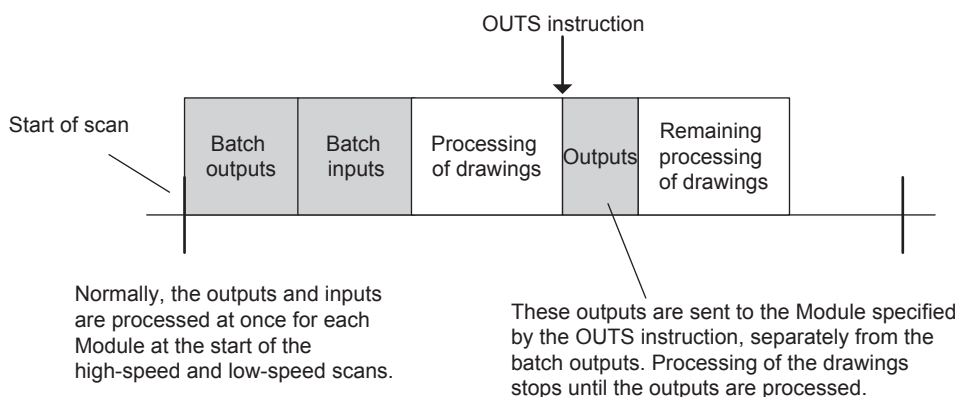 OUTS instruction
Start of scan
Batch
outputs
Batch
inputs
Processing
of drawings
Outputs
Remaining
processing
of drawings
Normally, the outputs and inputs
are processed at once for each
Module at the start of the
high-speed and low-speed scans.
These outputs are sent to the Module specified
by the OUTS instruction, separately from the
batch outputs. Processing of the drawings
stops until the outputs are processed.